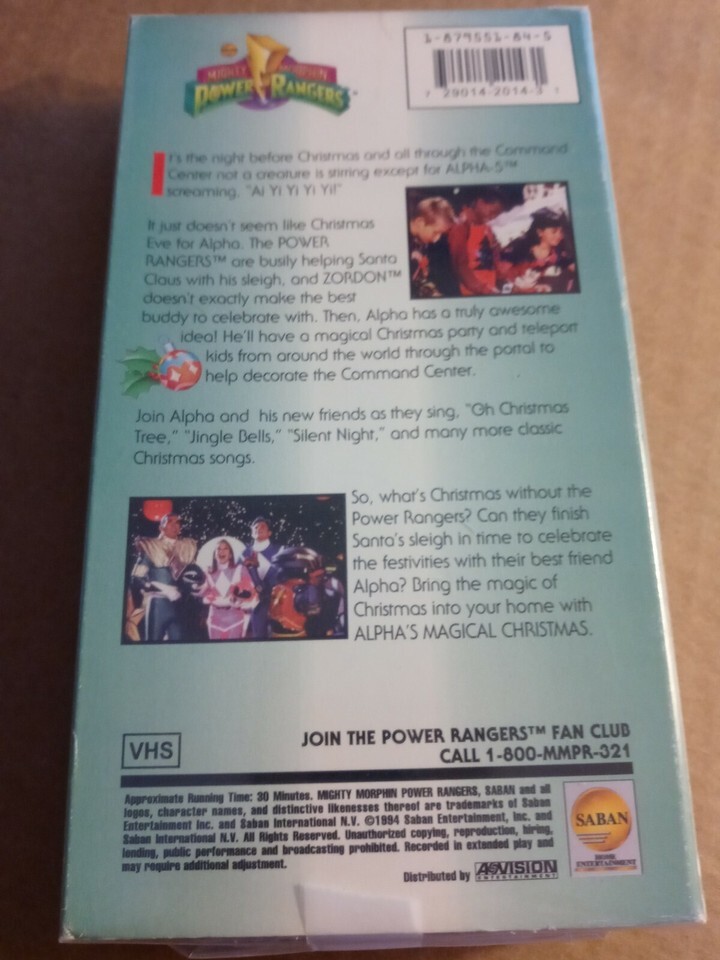 MIGHTY MORPHIN
POWER RANGERS
1-879551-84-5
7 29014-2014-3
It's the night before Christmas and all through the Command
Center not a creature is stirring except for ALPHA-5™
screaming, "Ai Yi Yi Yi Yi!"
It just doesn't seem like Christmas
Eve for Alpha. The POWER
RANGERS™ are busily helping Santa
Claus with his sleigh, and ZORDON™
doesn't exactly make the best
buddy to celebrate with. Then, Alpha has a truly awesome
idea! He'll have a magical Christmas party and teleport
kids from around the world through the portal to
help decorate the Command Center.
Join Alpha and his new friends as they sing, "Oh Christmas
Tree," "Jingle Bells," "Silent Night," and many more classic
Christmas songs.
So, what's Christmas without the
Power Rangers? Can they finish
Santa's sleigh in time to celebrate
the festivities with their best friend
Alpha? Bring the magic of
Christmas into your home with
ALPHA'S MAGICAL CHRISTMAS.
VHS
JOIN THE POWER RANGERS™ FAN CLUB
CALL 1-800-MMPR-321
Approximate Running Time: 30 Minutes. MIGHTY MORPHIN POWER RANGERS, SABAN and all
logos, character names, and distinctive likenesses thereof are trademarks of Saban
Entertainment Inc. and Saban International N.V. ©1994 Saban Entertainment, Inc. and
Saban International N.V. All Rights Reserved. Unauthorized copying, reproduction, hiring,
lending, public performance and broadcasting prohibited. Recorded in extended play and
may require additional adjustment.
Distributed by A*VISION
ENTERTAINMENT
SABAN
HOME
ENTERTAINMENT